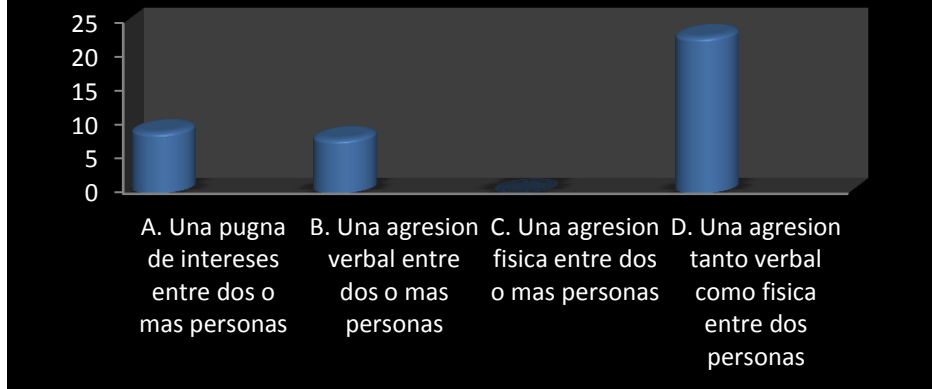 25
20
15
10
5
0
A. Una pugna
de intereses
entre dos o
mas personas
B. Una agresion
verbal entre
dos o mas
personas
C. Una agresion
fisica entre dos
o mas personas
D. Una agresion
tanto verbal
como fisica
entre dos
personas